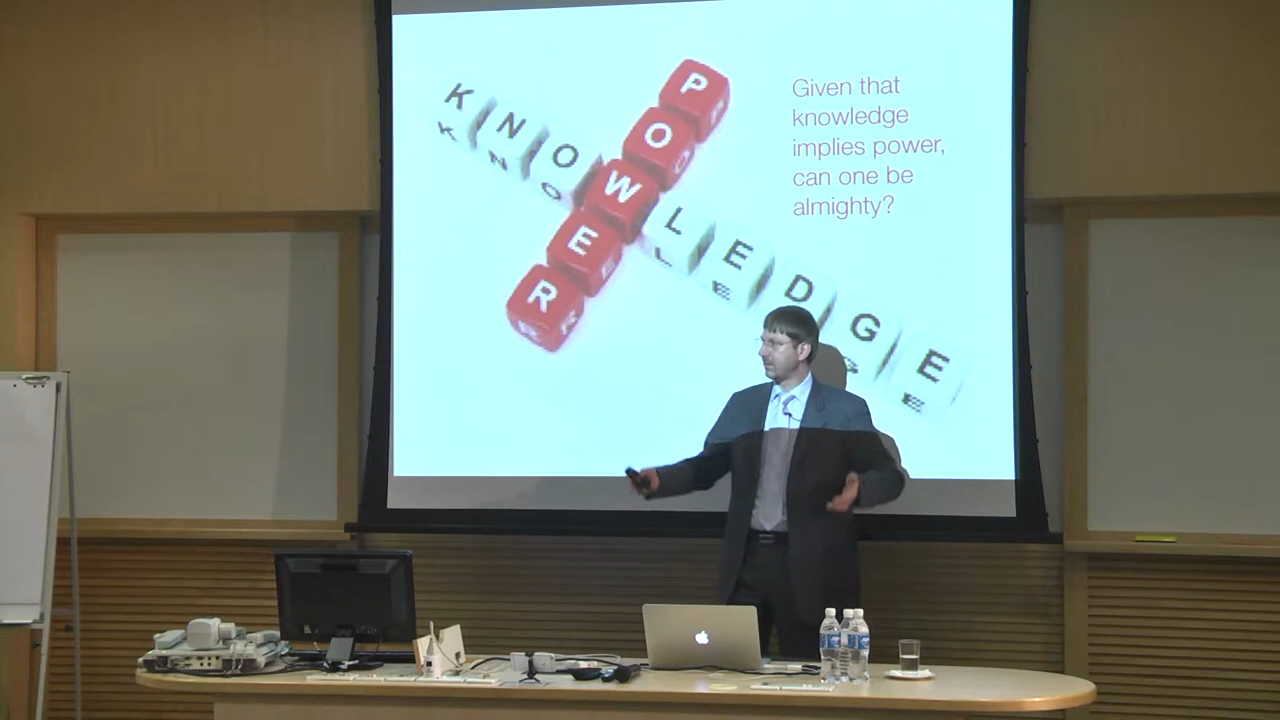 POWER
KNOWLEDGE
Given that
knowledge
implies power,
can one be
almighty?